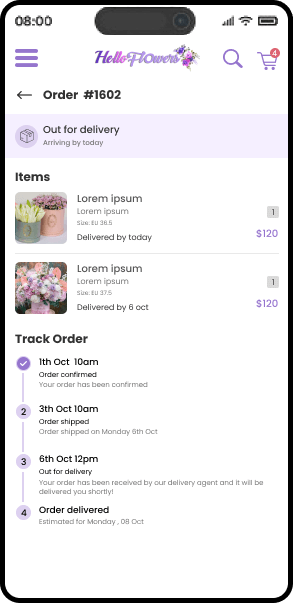 08:00
HelloFlowers
4
Order #1602
Out for delivery
Arriving by today
Items
Lorem ipsum
Lorem ipsum
1
Size: EU 36.5
Delivered by today
$120
Lorem ipsum
Lorem ipsum
1
Size: EU 37.5
Delivered by 6 oct
$120
Track Order
1th Oct 10am
Order confirmed
Your order has been confirmed
2
3th Oct 10am
Order shipped
Order shipped on Monday 6th Oct
3
6th Oct 12pm
Out for delivery
Your order has been received by our delivery agent and it will be
delivered you shortly!
4
Order delivered
Estimated for Monday , 08 Oct